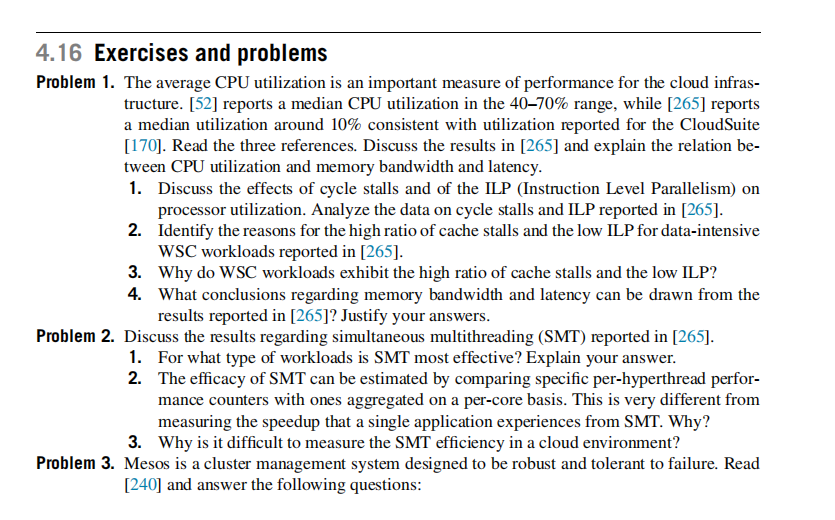 4.16 Exercises and problems
Problem 1. The average CPU utilization is an important measure of performance for the cloud infras-
tructure. [52] reports a median CPU utilization in the 40–70% range, while [265] reports
a median utilization around 10% consistent with utilization reported for the CloudSuite
[170]. Read the three references. Discuss the results in [265] and explain the relation be-
tween CPU utilization and memory bandwidth and latency.
1. Discuss the effects of cycle stalls and of the ILP (Instruction Level Parallelism) on
processor utilization. Analyze the data on cycle stalls and ILP reported in [265].
2. Identify the reasons for the high ratio of cache stalls and the low ILP for data-intensive
WSC workloads reported in [265].
3. Why do WSC workloads exhibit the high ratio of cache stalls and the low ILP?
4. What conclusions regarding memory bandwidth and latency can be drawn from the
results reported in [265]? Justify your answers.
Problem 2. Discuss the results regarding simultaneous multithreading (SMT) reported in [265].
1. For what type of workloads is SMT most effective? Explain your answer.
2. The efficacy of SMT can be estimated by comparing specific per-hyperthread perfor-
mance counters with ones aggregated on a per-core basis. This is very different from
measuring the speedup that a single application experiences from SMT. Why?
3. Why is it difficult to measure the SMT efficiency in a cloud environment?
Problem 3. Mesos is a cluster management system designed to be robust and tolerant to failure. Read
[240] and answer the following questions: